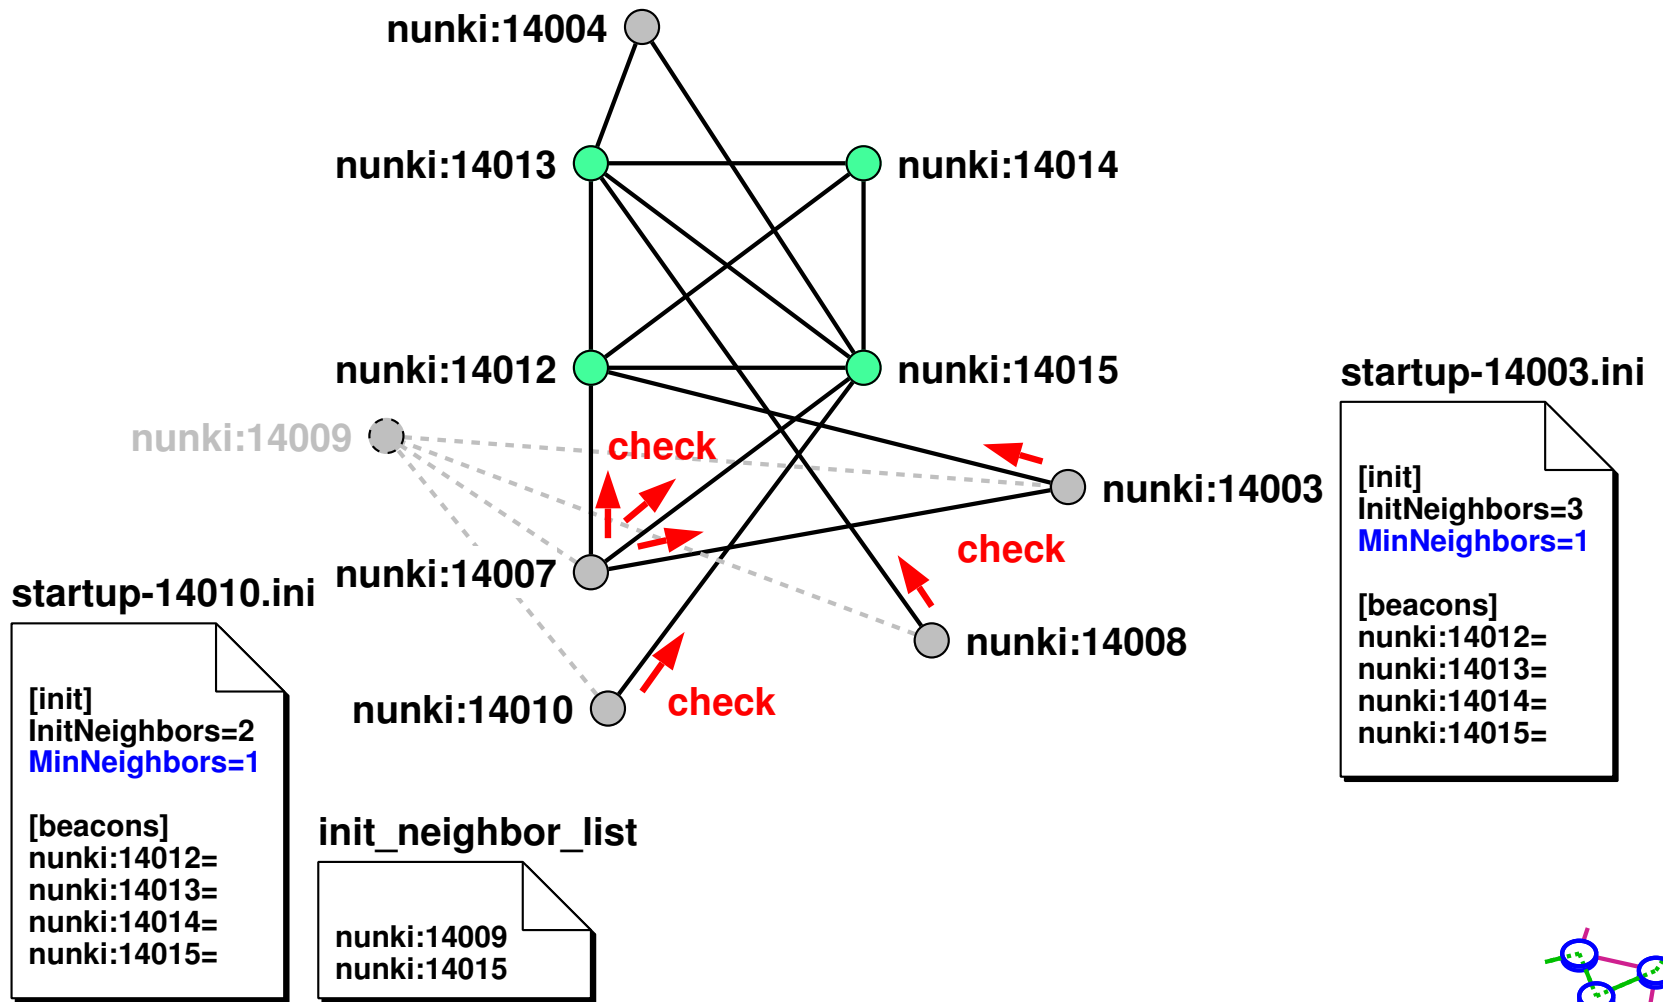 nunki:14004
nunki:14013
nunki:14014
nunki:14012
nunki:14015
nunki:14009
check
nunki:14003
check
nunki:14007
nunki:14008
nunki:14010
check
startup-14003.ini
[init]
InitNeighbors=3
MinNeighbors=1
[beacons]
nunki:14012=
nunki:14013=
nunki:14014=
nunki:14015=
startup-14010.ini
[init]
InitNeighbors=2
MinNeighbors=1
[beacons]
nunki:14012=
nunki:14013=
nunki:14014=
nunki:14015=
init_neighbor_list
nunki:14009
nunki:14015